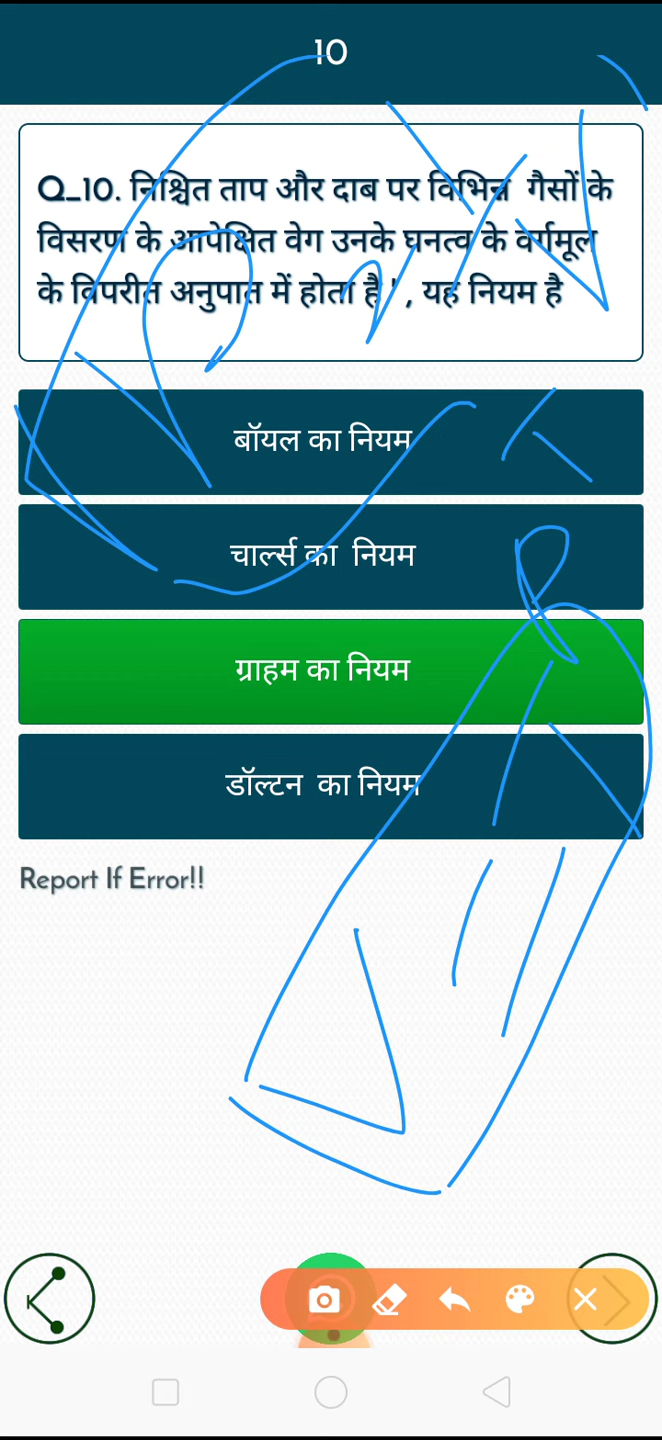 10
Q_10. निश्चित ताप और दाब पर विभिन्न गैसों के
विसरण के आपेक्षित वेग उनके घनत्व के वर्गमूल
के विपरीत अनुपात में होता है ' , यह नियम है
बॉयल का नियम
चार्ल्स का नियम
ग्राहम का नियम
डॉल्टन का नियम
Report If Error!!